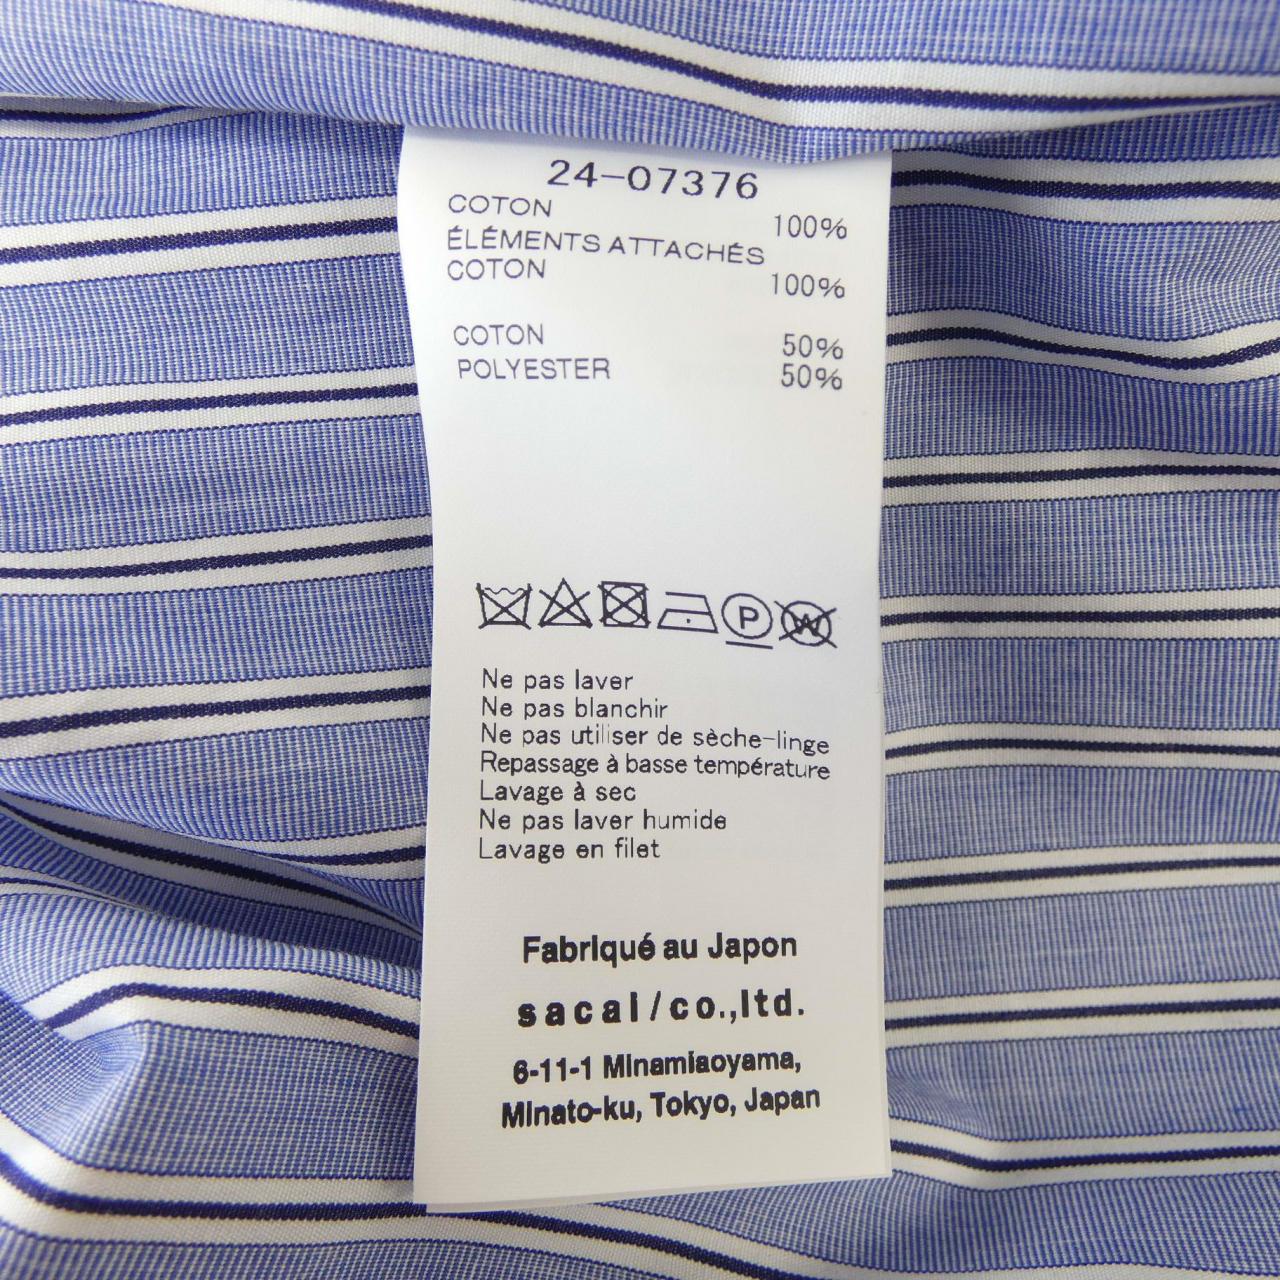 24-07376
COTON 100%
ÉLÉMENTS ATTACHÉS
COTON 100%
COTON 50%
POLYESTER 50%
P W
Ne pas laver
Ne pas blanchir
Ne pas utiliser de sèche-linge
Repassage à basse température
Lavage à sec
Ne pas laver humide
Lavage en filet
Fabriqué au Japon
sacai/co.,ltd.
6-11-1 Minamiaoyama,
Minato-ku, Tokyo, Japan